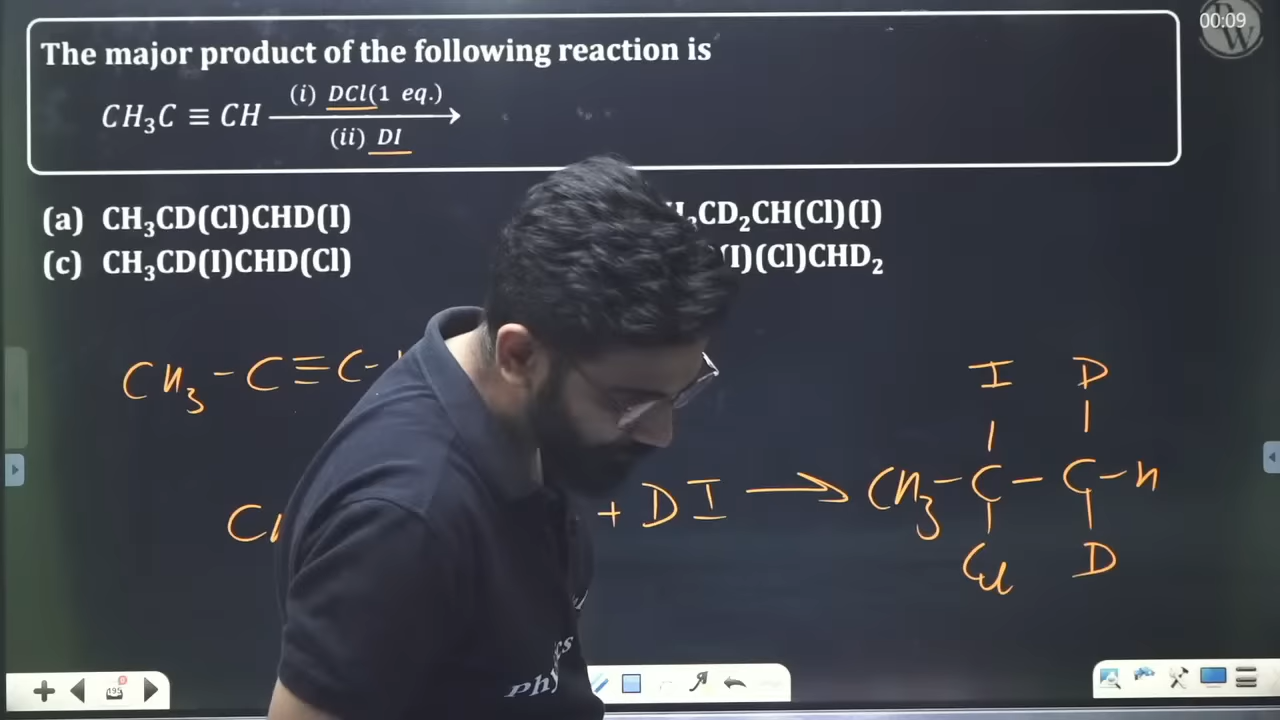 00:09
The major product of the following reaction is
CH₃C ≡ CH (i) DCl(1 eq.)
(ii) DI
(a) CH₃CD(Cl)CHD(I) CD₂CH(Cl)(I)
(c) CH₃CD(I)CHD(Cl) (I)(Cl)CHD₂
CH₃-C≡C-
I D
+DI → CH₃-C-C-H
Cl D